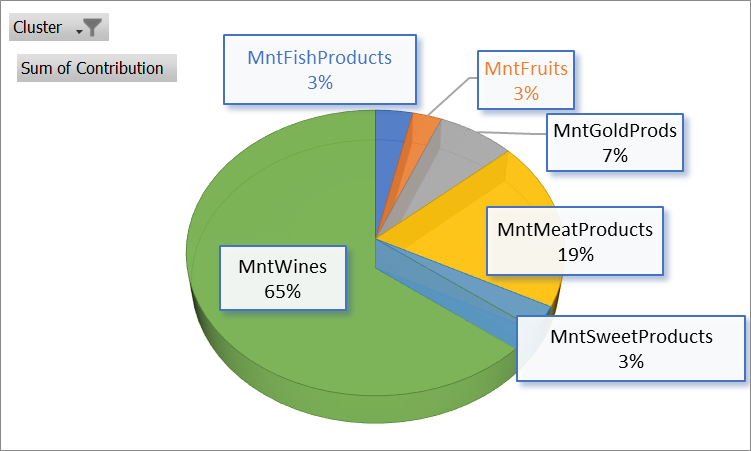 Cluster
Sum of Contribution
MntFishProducts
3%
MntFruits
3%
MntGoldProds
7%
MntMeatProducts
19%
MntWines
65%
MntSweetProducts
3%